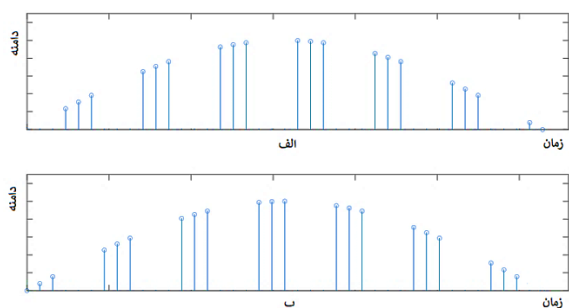 دامنه
الف
زمان
دامنه
ب
زمان